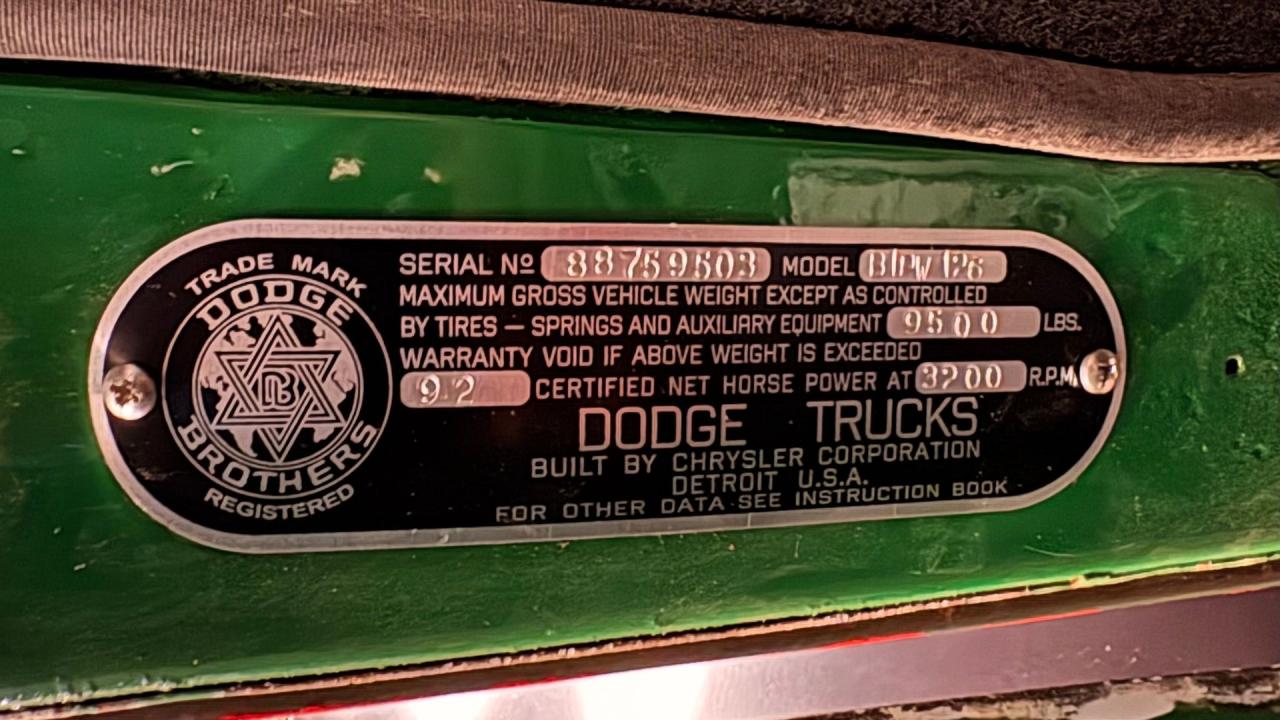 TRADE MARK
DODGE
DB
BROTHERS
REGISTERED
SERIAL Nº 88759503 MODEL
MAXIMUM GROSS VEHICLE WEIGHT EXCEPT AS CONTROLLED
BY TIRES — SPRINGS AND AUXILIARY EQUIPMENT 9500 LBS.
WARRANTY VOID IF ABOVE WEIGHT IS EXCEEDED
92 CERTIFIED NET HORSE POWER AT 3200 R.P.M.
DODGE TRUCKS
BUILT BY CHRYSLER CORPORATION
DETROIT U.S.A.
FOR OTHER DATA SEE INSTRUCTION BOOK